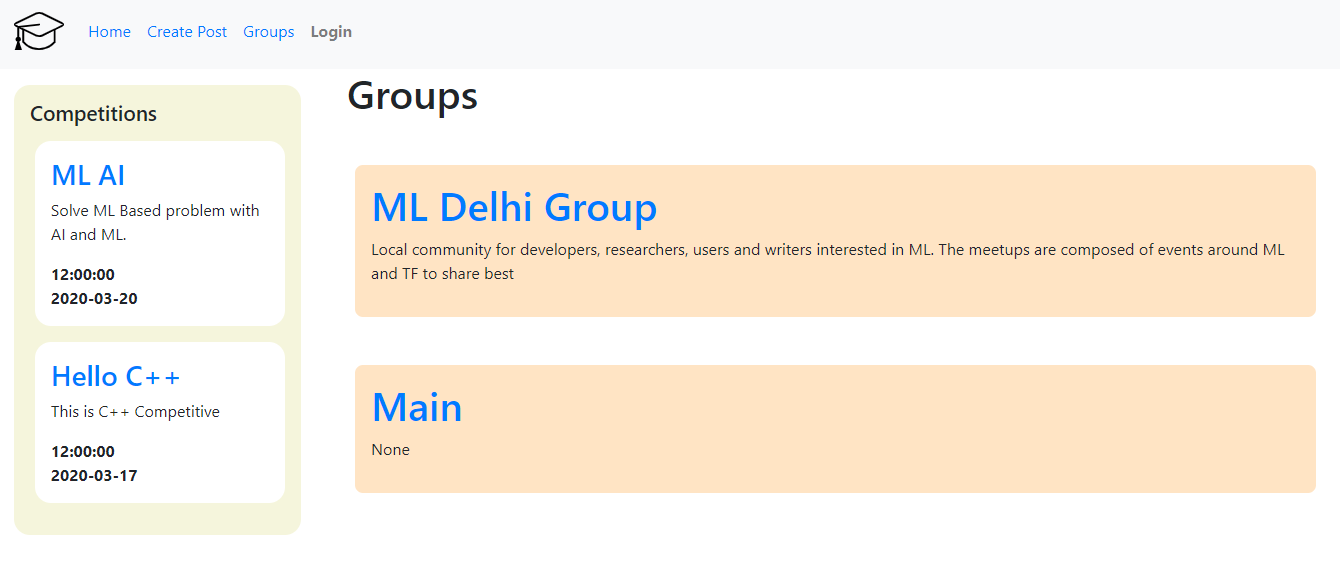 Home Create Post Groups Login
Competitions
ML AI
Solve ML Based problem with
AI and ML.
12:00:00
2020-03-20
Hello C++
This is C++ Competitive
12:00:00
2020-03-17
Groups
ML Delhi Group
Local community for developers, researchers, users and writers interested in ML. The meetups are composed of events around ML
and TF to share best
Main
None